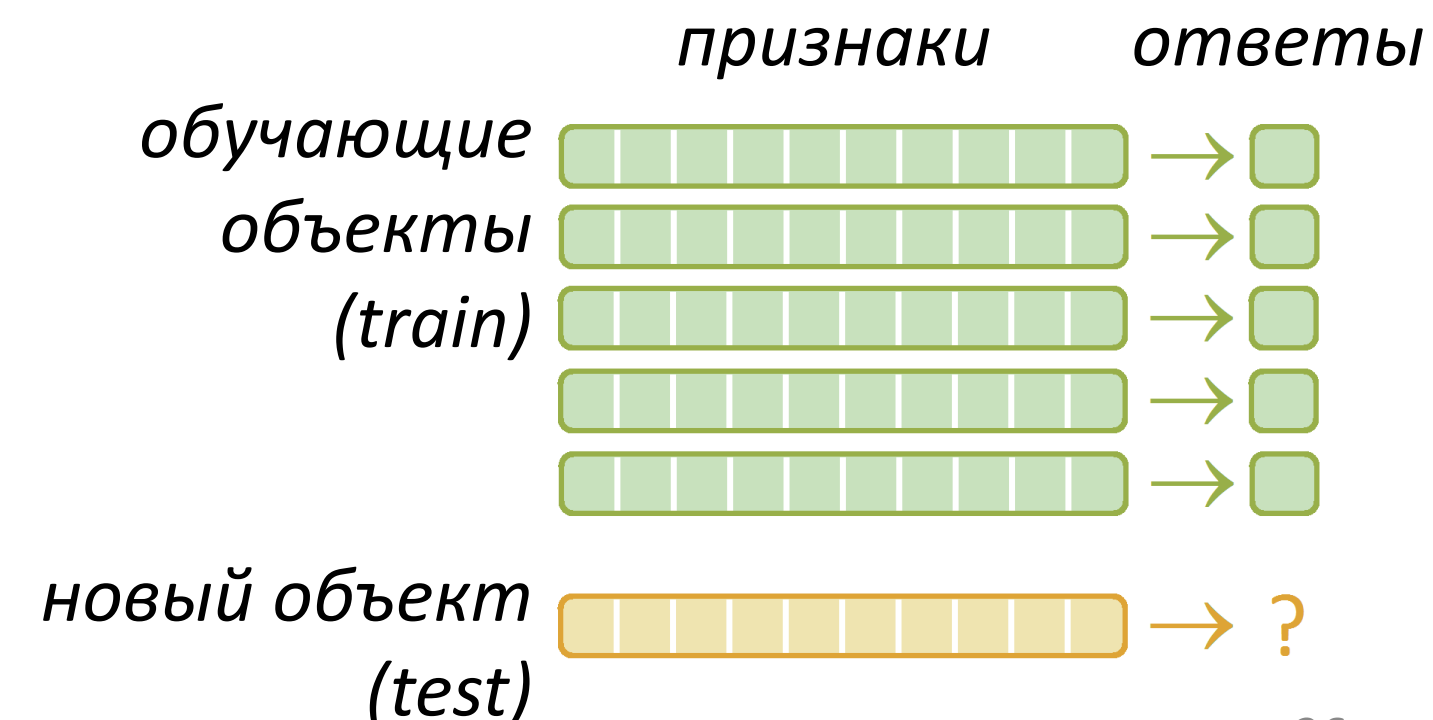 признаки ответы
обучающие
объекты
(train)
новый объект
?
(test)